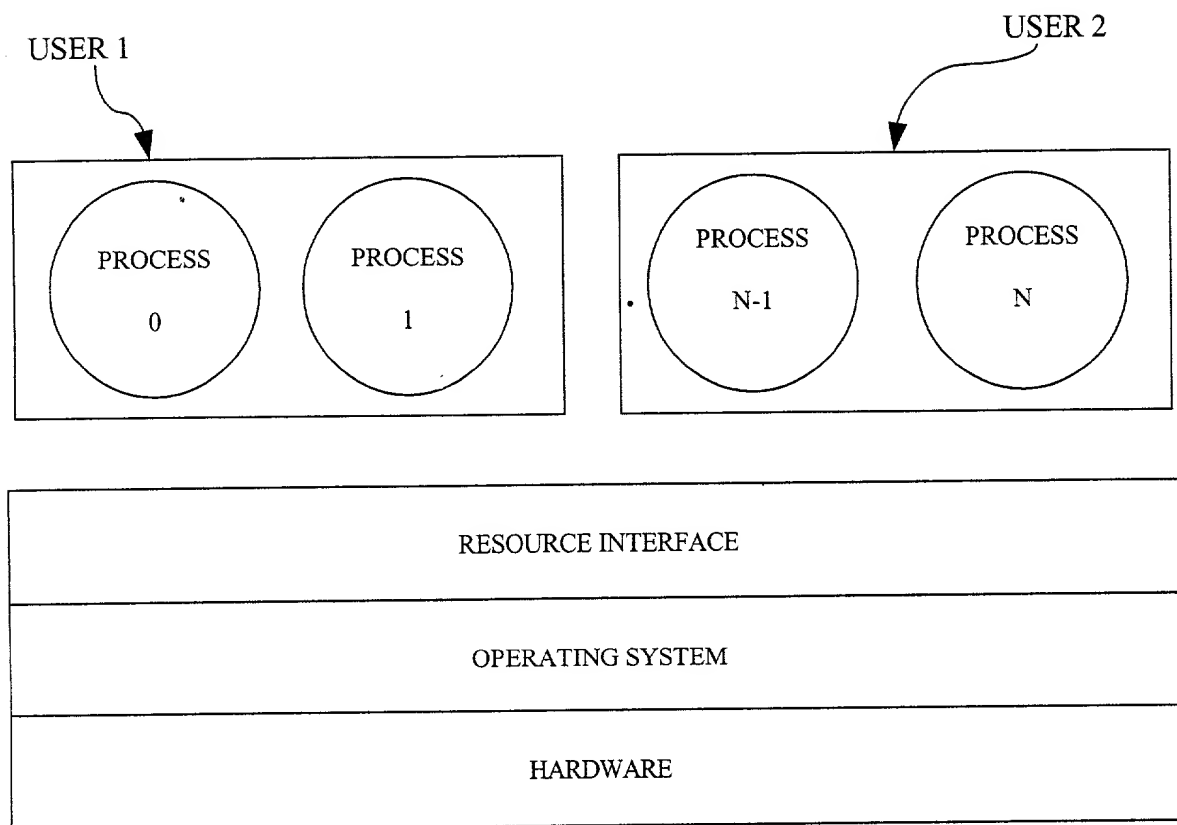 USER 1
USER 2
PROCESS
0
PROCESS
1
PROCESS
N-1
PROCESS
N
RESOURCE INTERFACE
OPERATING SYSTEM
HARDWARE